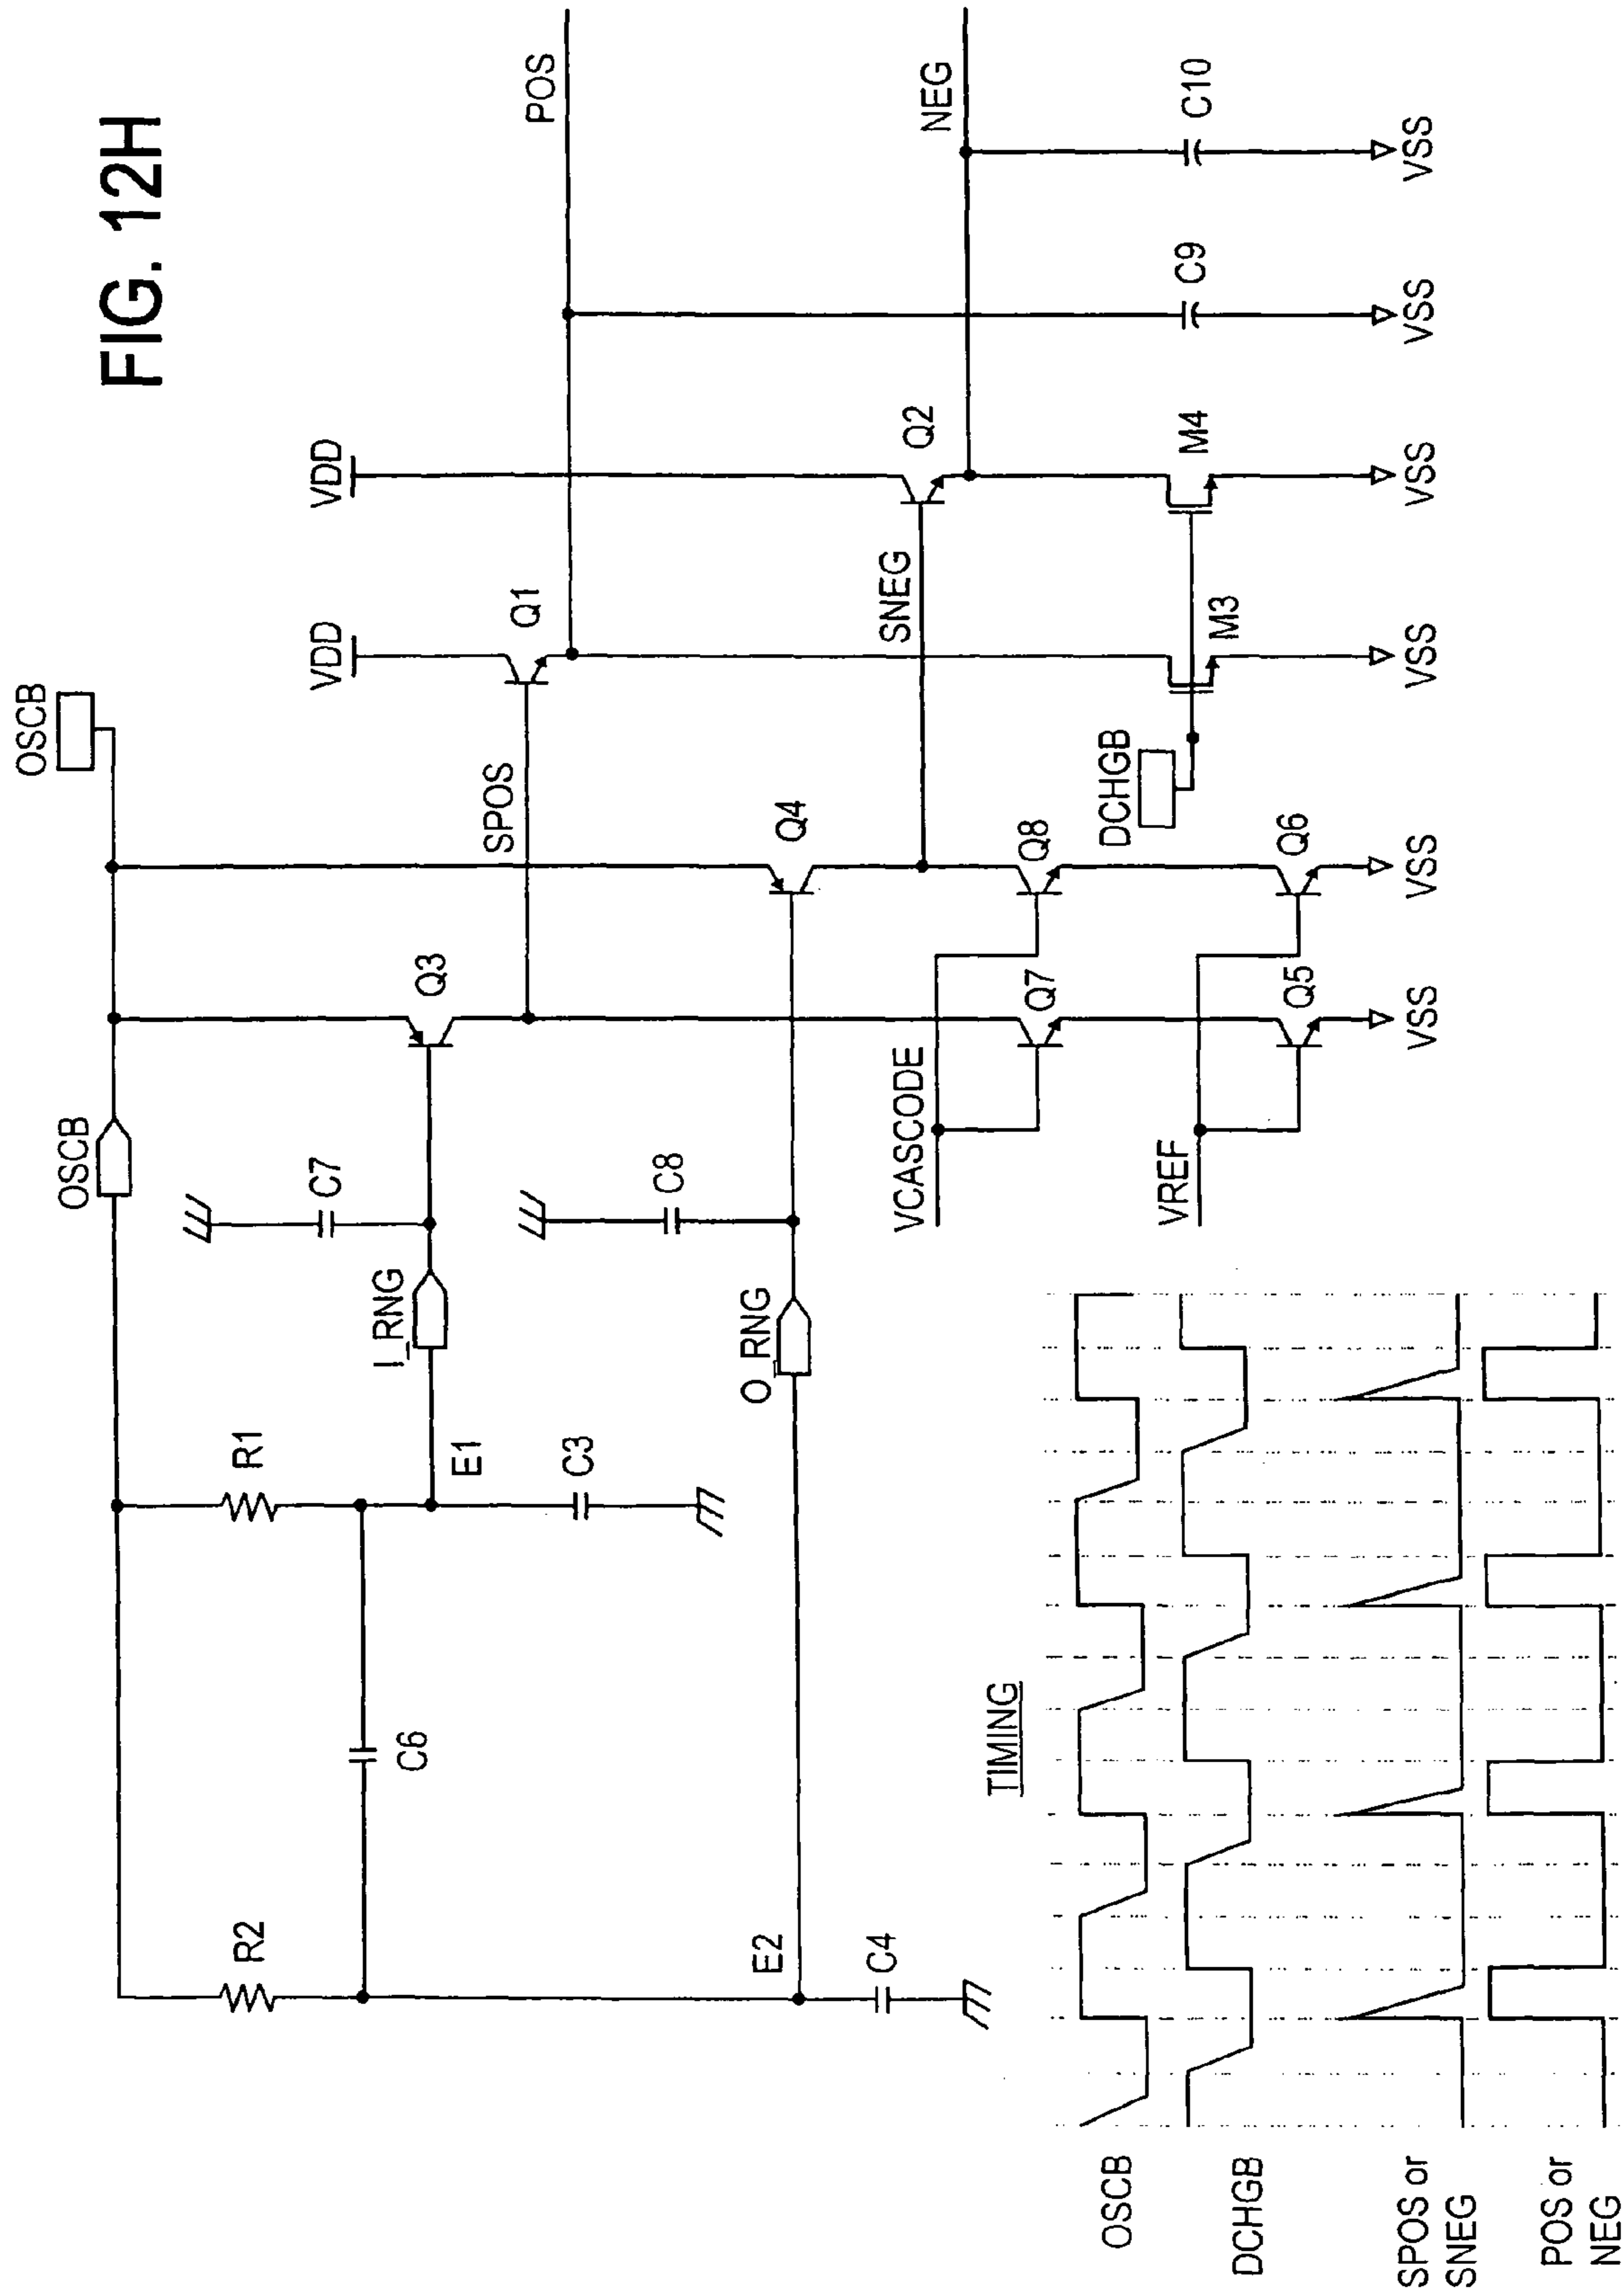 FIG. 12H
OSCB
OSCB
VDD
VDD
POS
R2
R1
C7
Q3
SPOS
Q1
I_RNG
E1
C6
C3
C8
Q4
SNEG
Q2
NEG
E2
O_RNG
C4
VCASCODE
Q7
Q8
DCHGB
M3
M4
C9
C10
VREF
Q5
Q6
VSS
VSS
VSS
VSS
VSS
VSS
TIMING
OSCB
DCHGB
SPOS or
SNEG
POS or
NEG